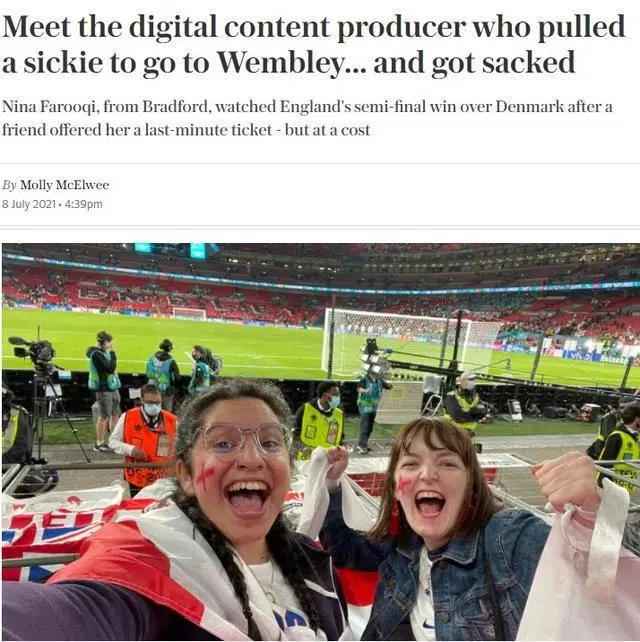 Meet the digital content producer who pulled
a sickie to go to Wembley... and got sacked
Nina Farooqi, from Bradford, watched England's semi-final win over Denmark after a
friend offered her a last-minute ticket - but at a cost
By Molly McElwee
8 July 2021 • 4:39pm
vivo
Heineken